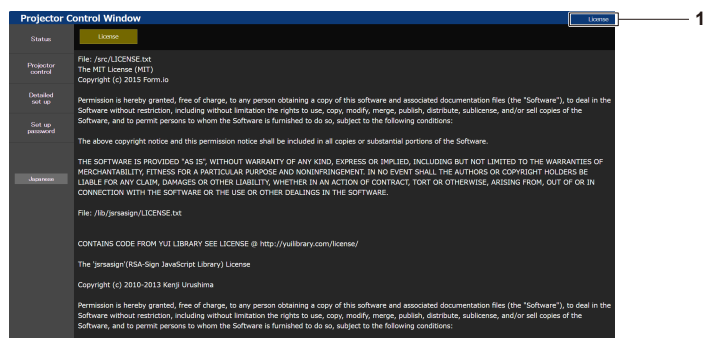 Projector Control Window
License
1
Status
License
Projector
control
Detailed
set up
Set up
password
Japanese
File: /src/LICENSE.txt
The MIT License (MIT)
Copyright (c) 2015 Form.io
Permission is hereby granted, free of charge, to any person obtaining a copy of this software and associated documentation files (the "Software"), to deal in the
Software without restriction, including without limitation the rights to use, copy, modify, merge, publish, distribute, sublicense, and/or sell copies of the
Software, and to permit persons to whom the Software is furnished to do so, subject to the following conditions:
The above copyright notice and this permission notice shall be included in all copies or substantial portions of the Software.
THE SOFTWARE IS PROVIDED "AS IS", WITHOUT WARRANTY OF ANY KIND, EXPRESS OR IMPLIED, INCLUDING BUT NOT LIMITED TO THE WARRANTIES OF
MERCHANTABILITY, FITNESS FOR A PARTICULAR PURPOSE AND NONINFRINGEMENT. IN NO EVENT SHALL THE AUTHORS OR COPYRIGHT HOLDERS BE
LIABLE FOR ANY CLAIM, DAMAGES OR OTHER LIABILITY, WHETHER IN AN ACTION OF CONTRACT, TORT OR OTHERWISE, ARISING FROM, OUT OF OR IN
CONNECTION WITH THE SOFTWARE OR THE USE OR OTHER DEALINGS IN THE SOFTWARE.
File: /lib/jsrsasign/LICENSE.txt
CONTAINS CODE FROM YUI LIBRARY SEE LICENSE @ http://yuilibrary.com/license/
The 'jsrsasign'(RSA-Sign JavaScript Library) License
Copyright (c) 2010-2013 Kenji Urushima
Permission is hereby granted, free of charge, to any person obtaining a copy of this software and associated documentation files (the "Software"), to deal in the
Software without restriction, including without limitation the rights to use, copy, modify, merge, publish, distribute, sublicense, and/or sell copies of the
Software, and to permit persons to whom the Software is furnished to do so, subject to the following conditions: